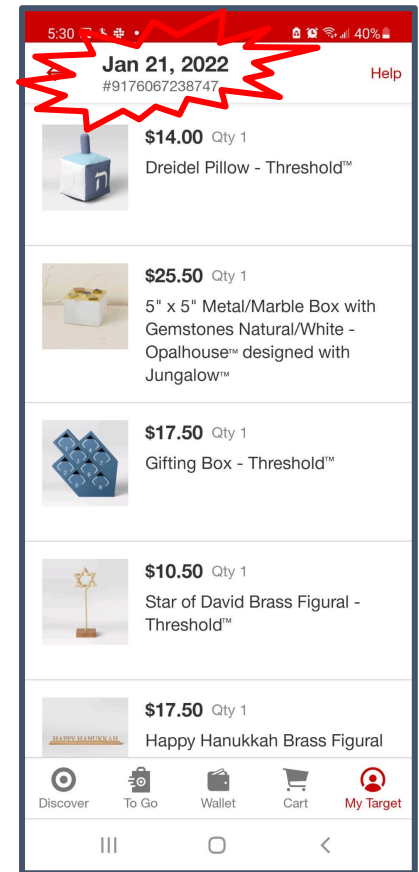 5:30
40%
Jan 21, 2022
#9176067238747
Help
$14.00 Qty 1
Dreidel Pillow - Threshold™
$25.50 Qty 1
5" x 5" Metal/Marble Box with
Gemstones Natural/White -
Opalhouse™ designed with
Jungalow™
$17.50 Qty 1
Gifting Box - Threshold™
$10.50 Qty 1
Star of David Brass Figural -
Threshold™
$17.50 Qty 1
HAPPY HANUKKAH
Happy Hanukkah Brass Figural
Discover To Go Wallet Cart My Target